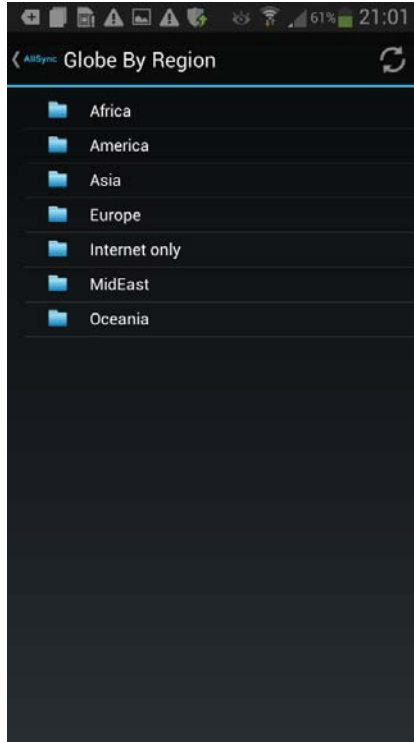 61% 21:01
AllSync Globe By Region
Africa
America
Asia
Europe
Internet only
MidEast
Oceania